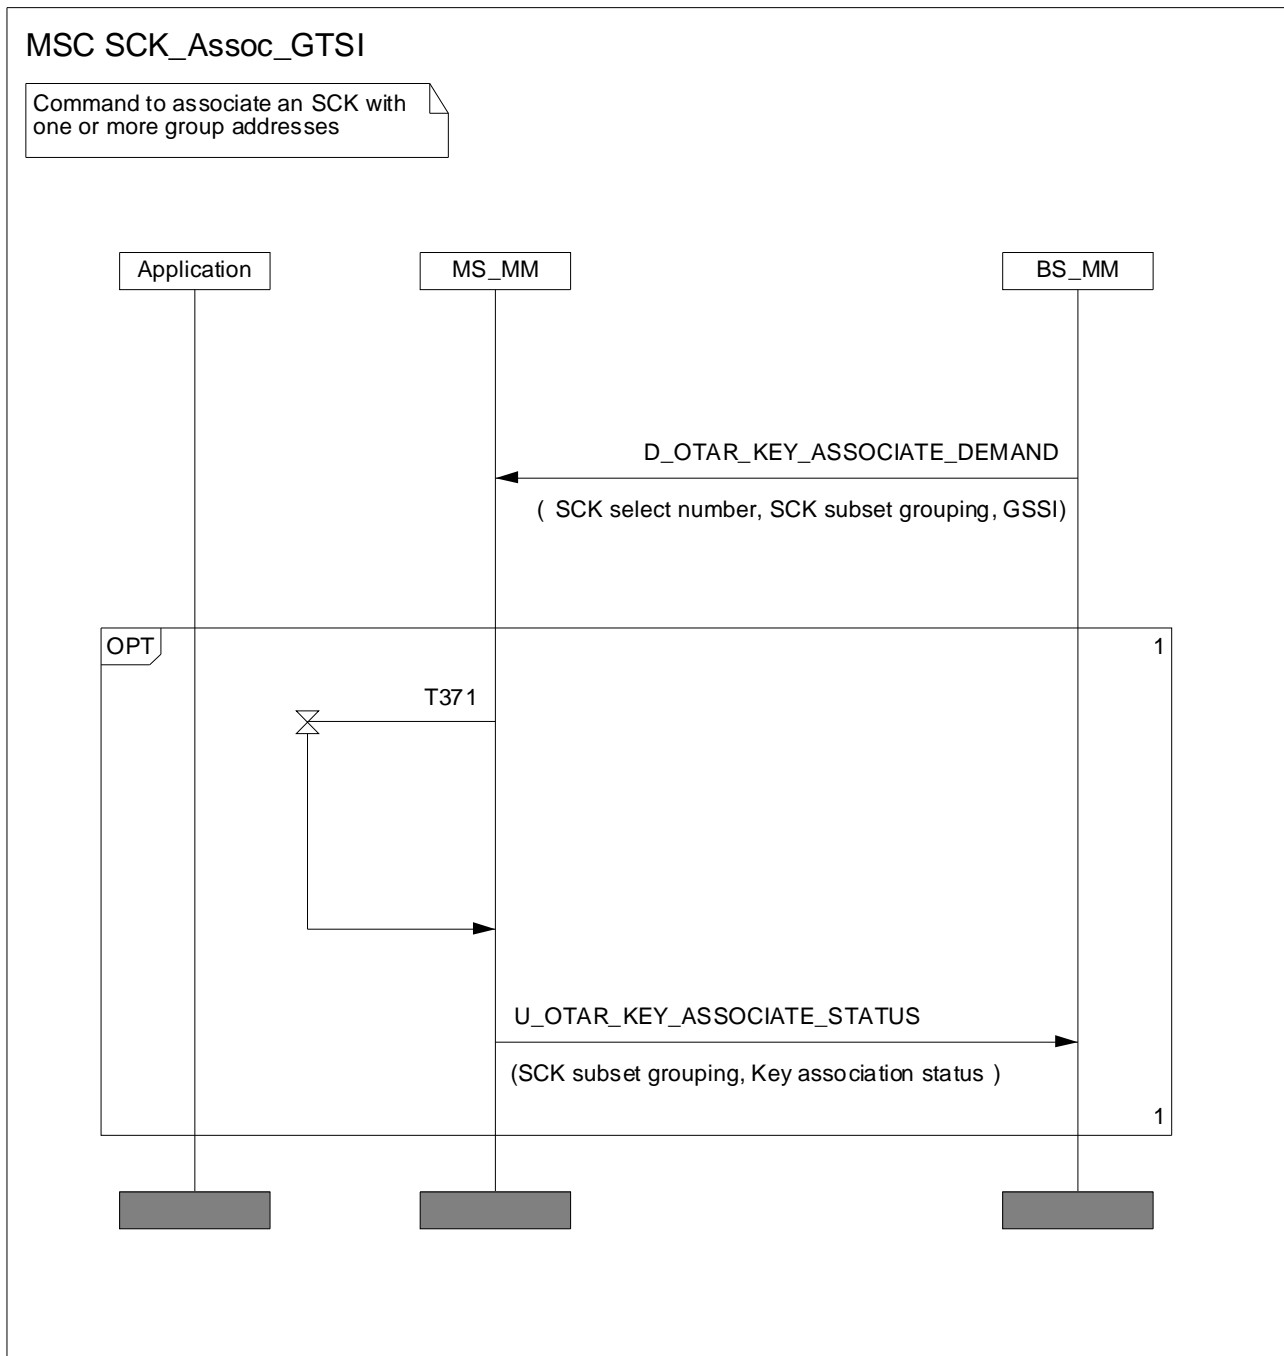 MSC SCK_Assoc_GTSI
Command to associate an SCK with
one or more group addresses
Application
MS_MM
BS_MM
D_OTAR_KEY_ASSOCIATE_DEMAND
( SCK select number, SCK subset grouping, GSSI)
OPT
1
T371
U_OTAR_KEY_ASSOCIATE_STATUS
(SCK subset grouping, Key association status )
1